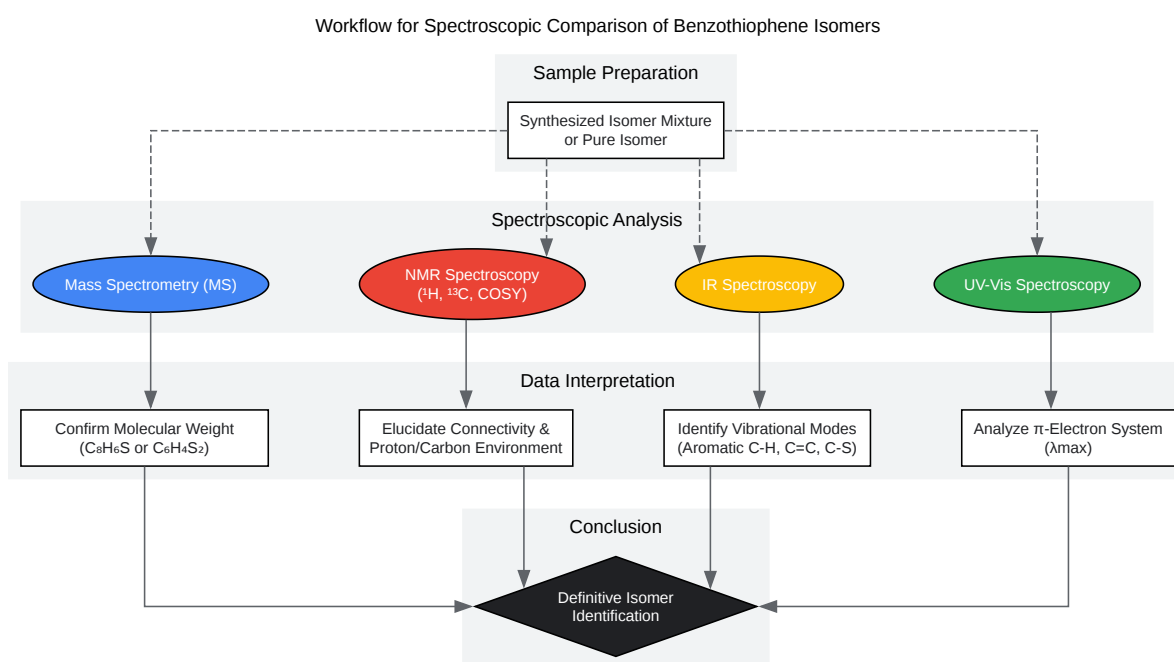 Workflow for Spectroscopic Comparison of Benzothiophene Isomers
Sample Preparation
Synthesized Isomer Mixture
or Pure Isomer
Spectroscopic Analysis
Mass Spectrometry (MS)
NMR Spectroscopy
(¹H, ¹³C, COSY)
IR Spectroscopy
UV-Vis Spectroscopy
Data Interpretation
Confirm Molecular Weight
(C₈H₆S or C₆H₄S₂)
Elucidate Connectivity &
Proton/Carbon Environment
Identify Vibrational Modes
(Aromatic C-H, C=C, C-S)
Analyze π-Electron System
(λmax)
Conclusion
Definitive Isomer
Identification